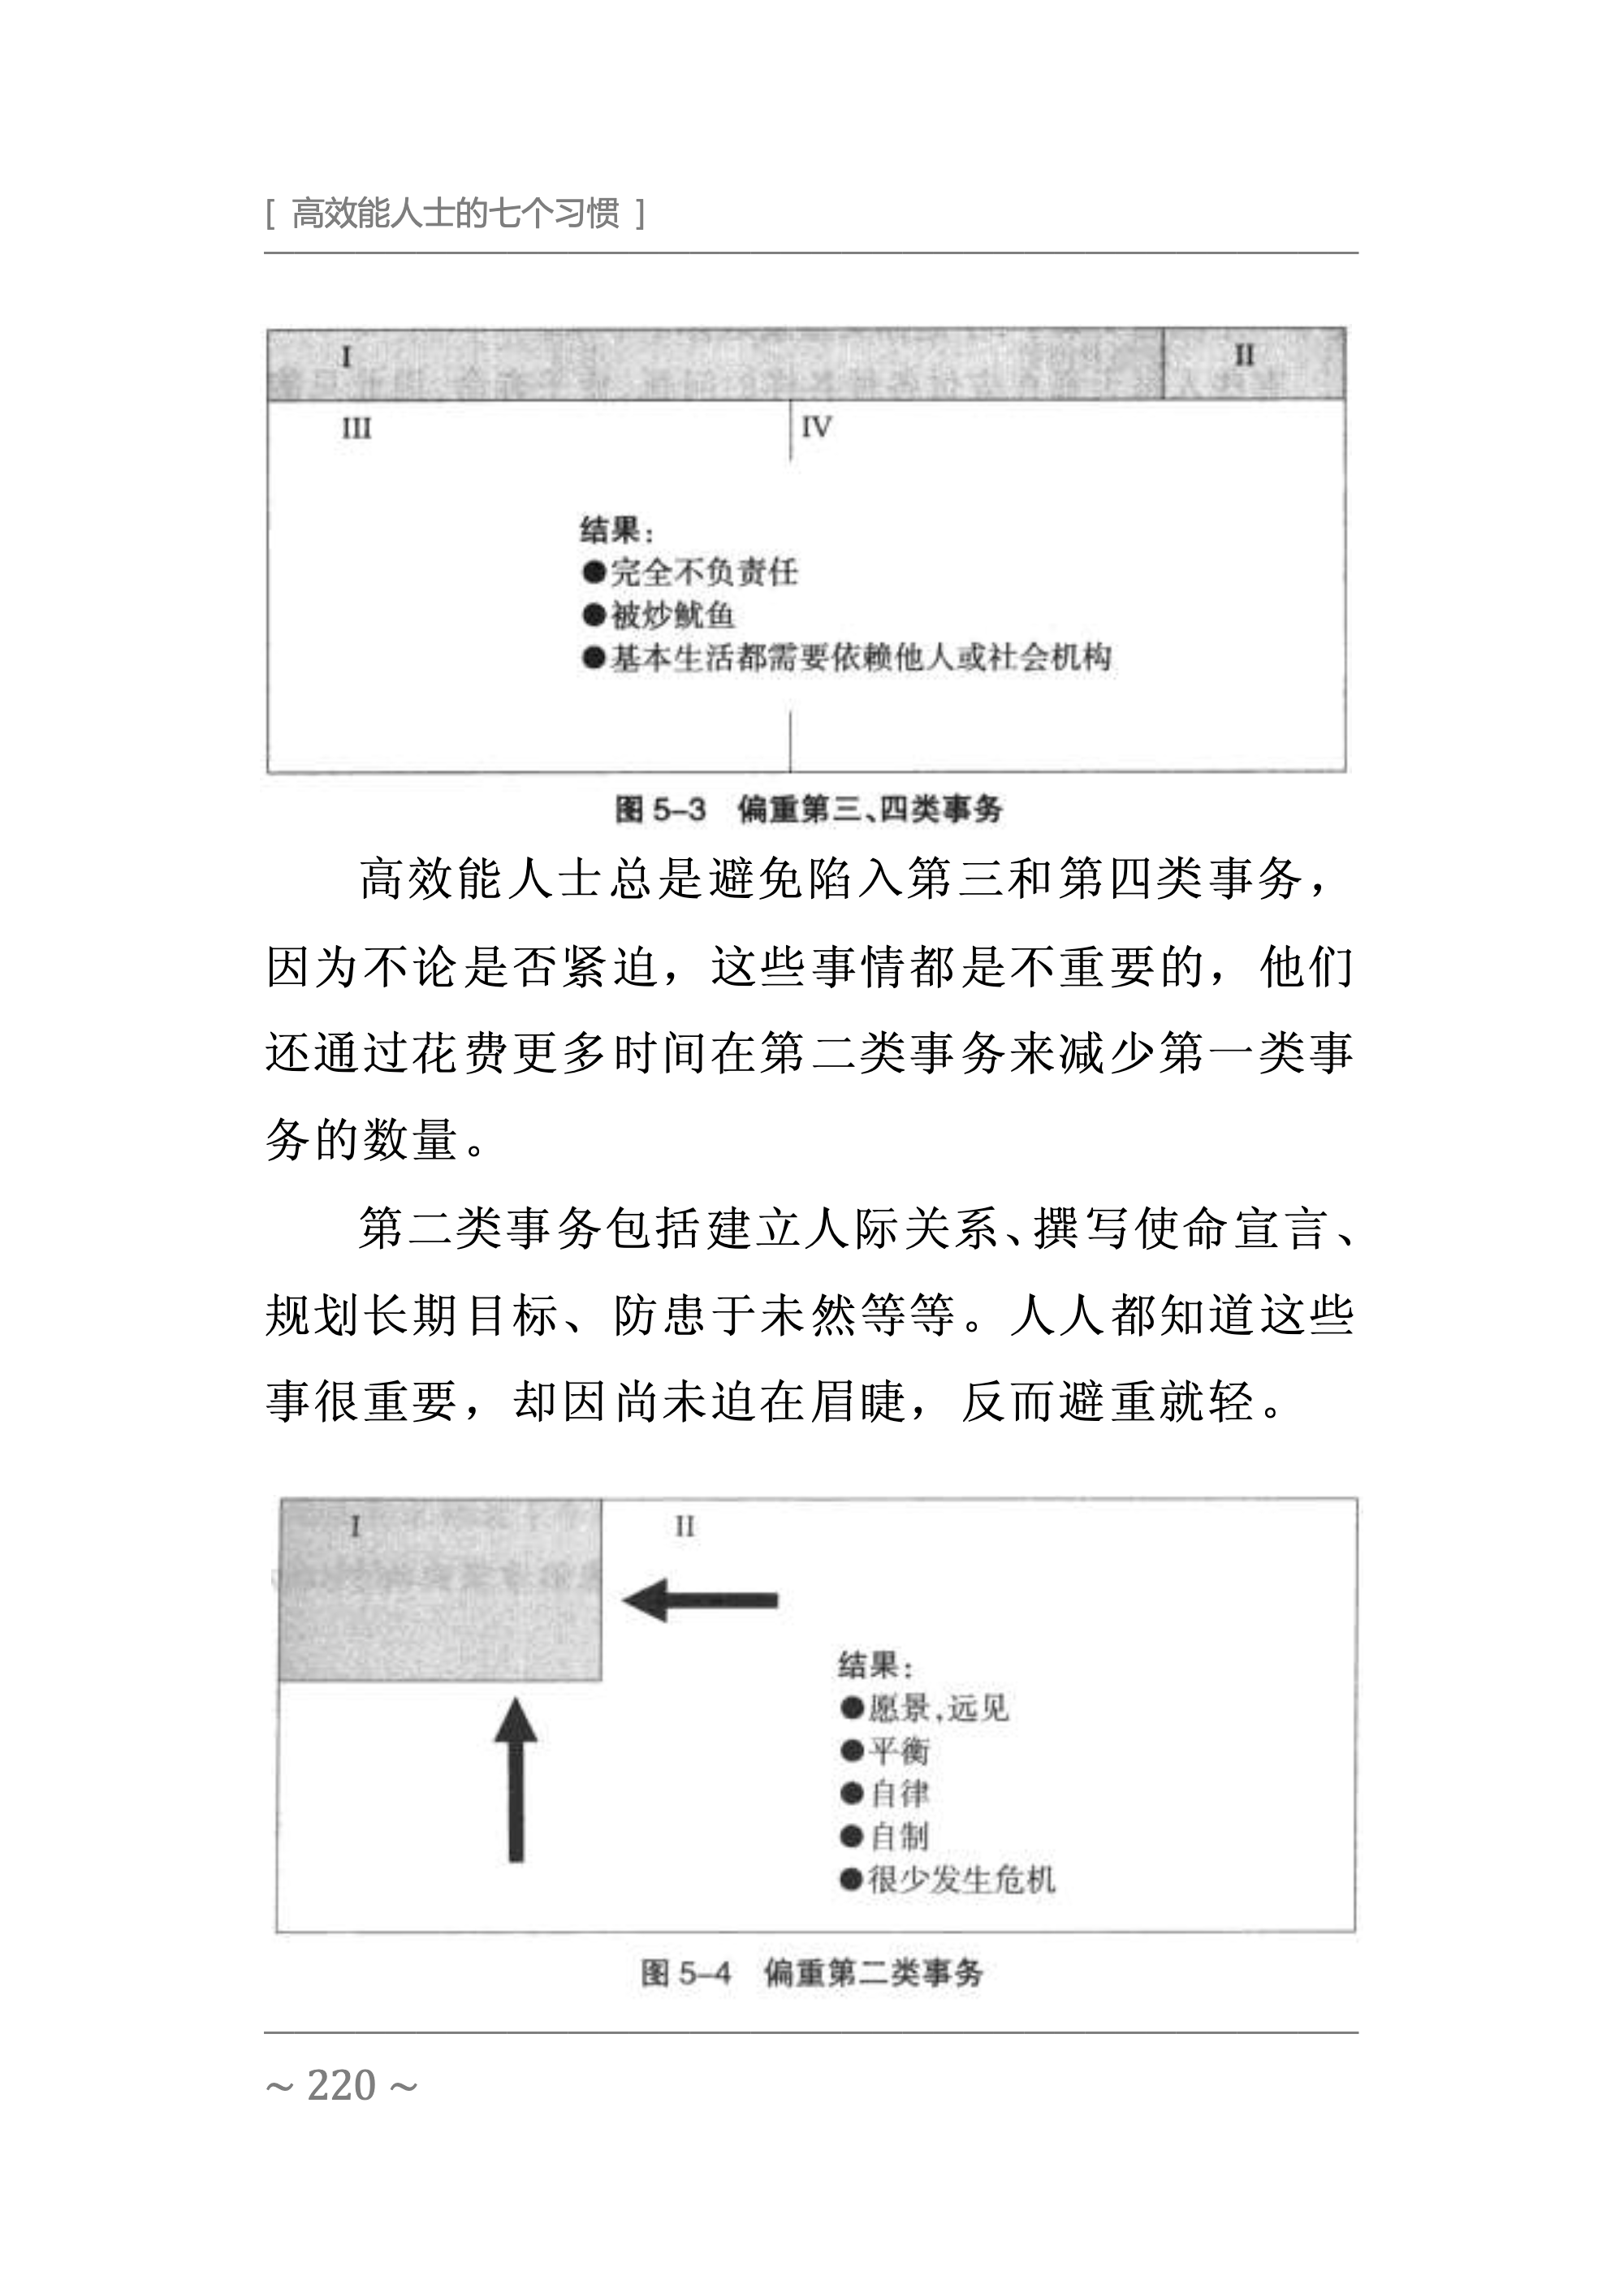 [ 高效能人士的七个习惯 ]
I
II
III
IV
结果：
●完全不负责任
●被炒鱿鱼
●基本生活都需要依赖他人或社会机构
图 5-3 偏重第三、四类事务
高效能人士总是避免陷入第三和第四类事务，
因为不论是否紧迫，这些事情都是不重要的，他们
还通过花费更多时间在第二类事务来减少第一类事
务的数量。
第二类事务包括建立人际关系、撰写使命宣言、
规划长期目标、防患于未然等等。人人都知道这些
事很重要，却因尚未迫在眉睫，反而避重就轻。
I
II
结果：
●愿景，远见
●平衡
●自律
●自制
●很少发生危机
图 5-4 偏重第二类事务
~ 220 ~